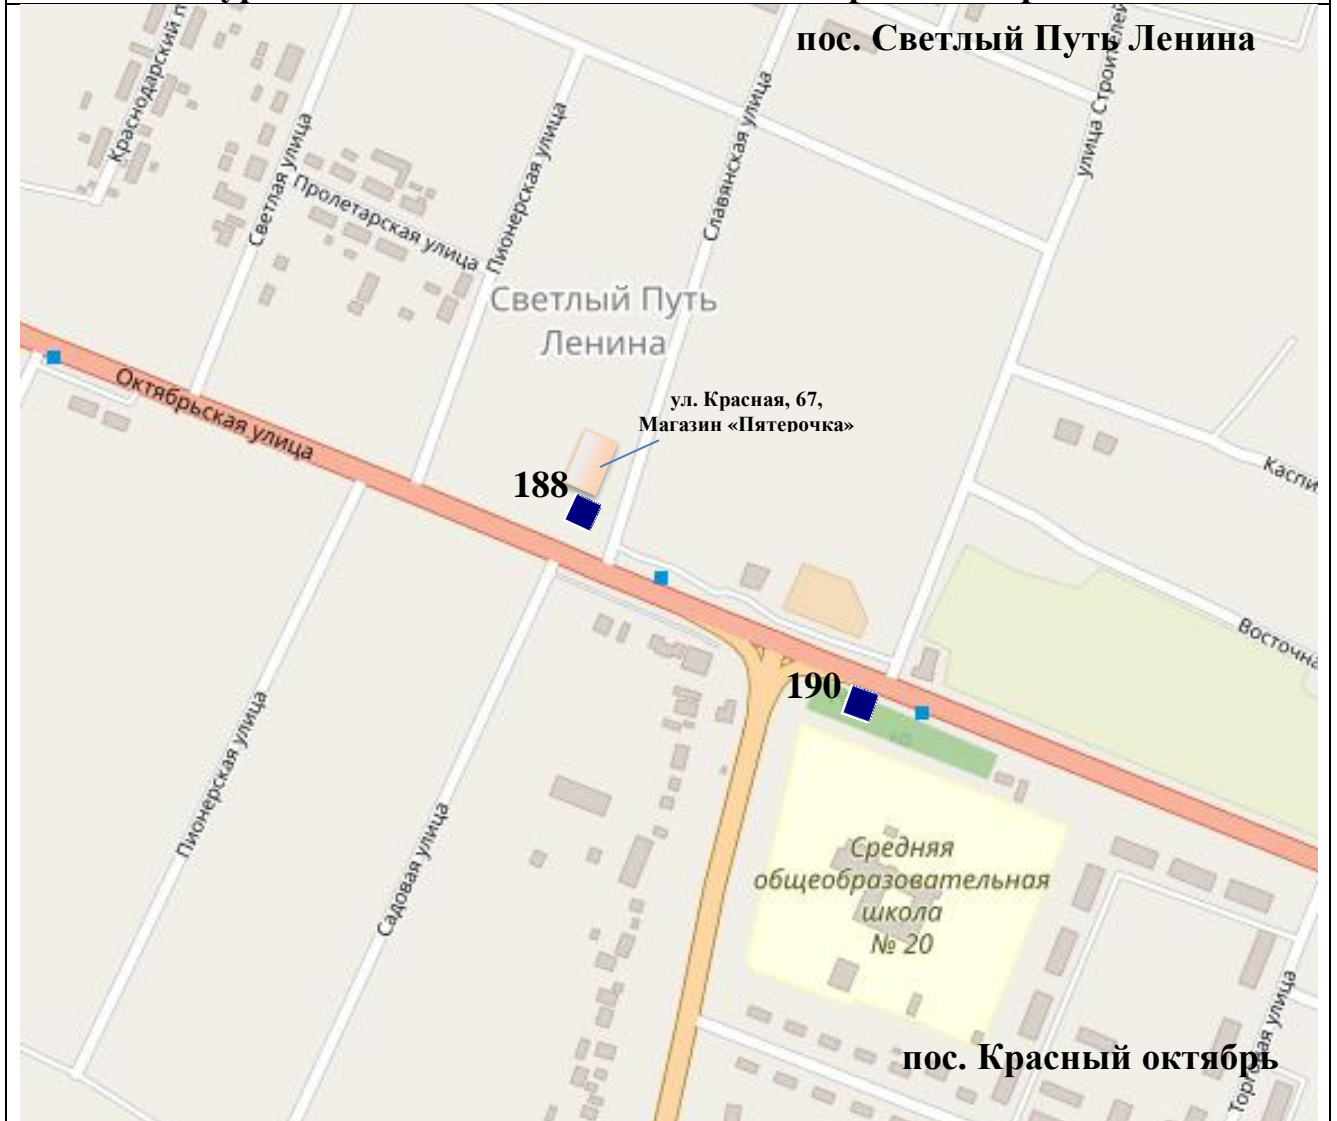 пос. Светлый Путь Ленина
Краснодарский п
улица Строителей
Славянская улица
Пионерская улица
Светлая улица
Пролетарская улица
Светлый Путь
Ленина
Октябрьская улица
ул. Красная, 67,
Магазин «Пятерочка»
188
Каспи
Восточна
190
Пионерская улица
Садовая улица
Средняя
общеобразовательная
школа
№ 20
пос. Красный октябрь
Торговая улица